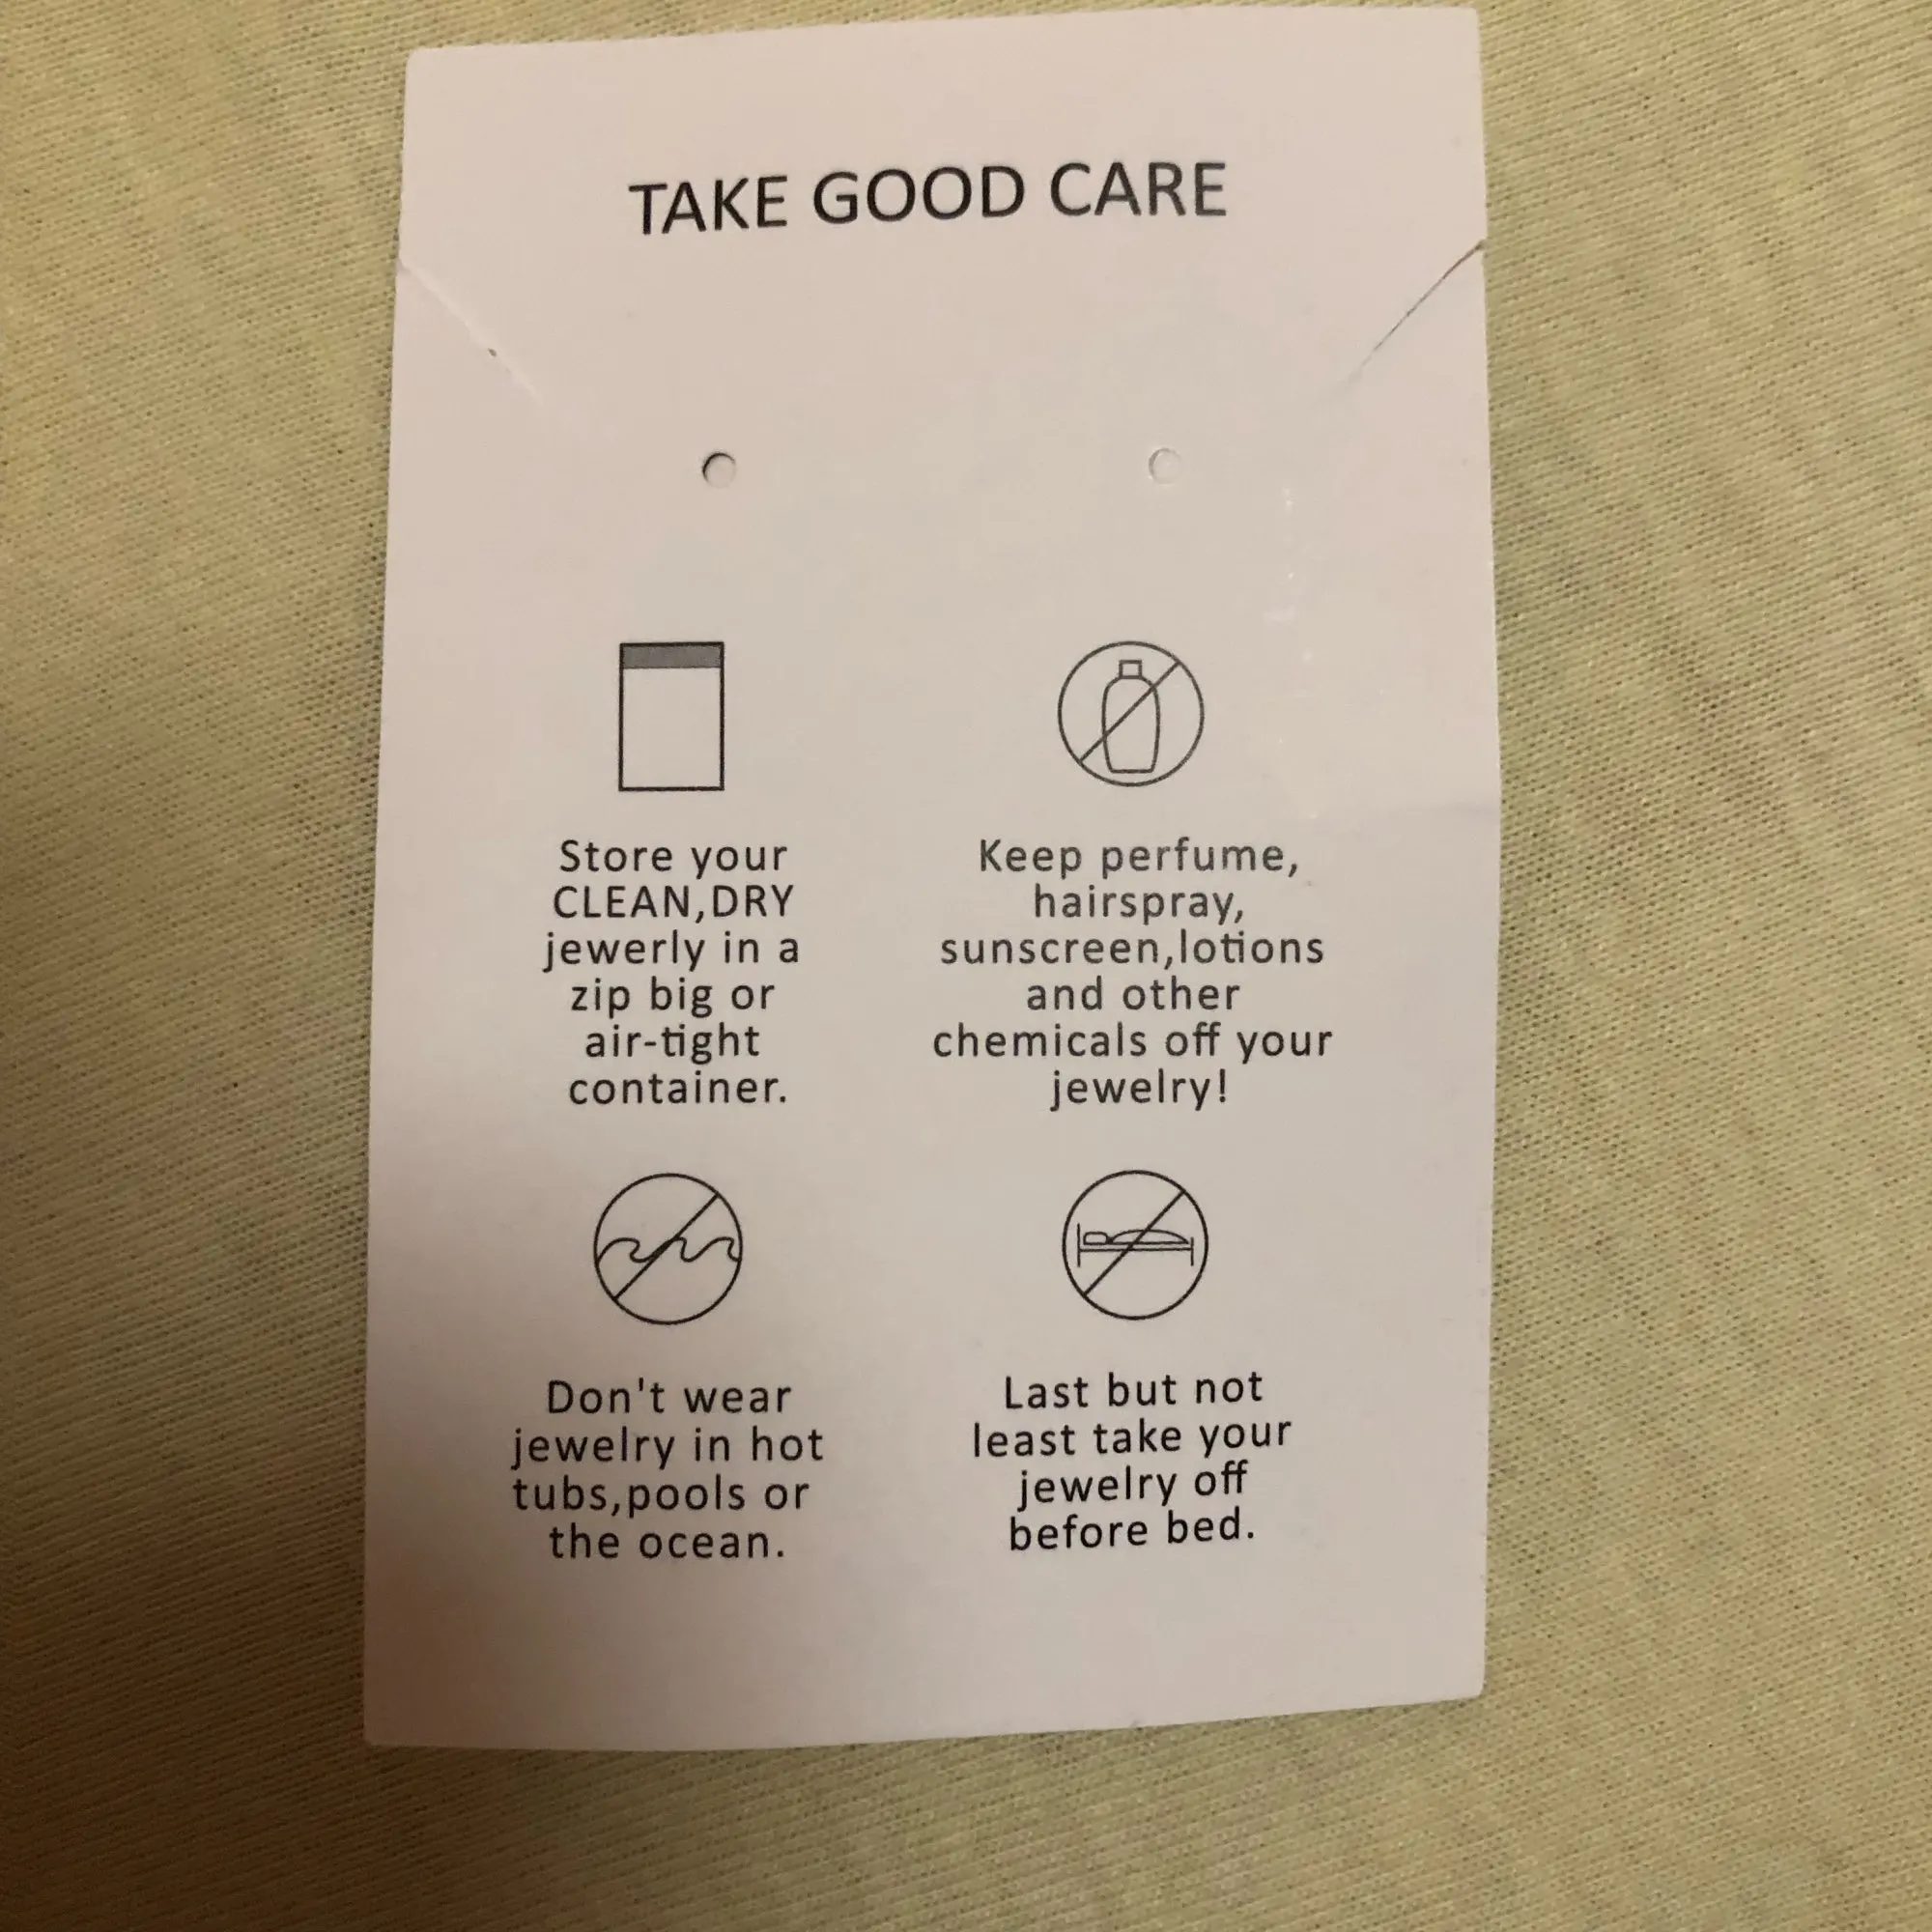 TAKE GOOD CARE
Store your
CLEAN,DRY
jewerly in a
zip big or
air-tight
container.
Keep perfume,
hairspray,
sunscreen,lotions
and other
chemicals off your
jewelry!
Don't wear
jewelry in hot
tubs,pools or
the ocean.
Last but not
least take your
jewelry off
before bed.